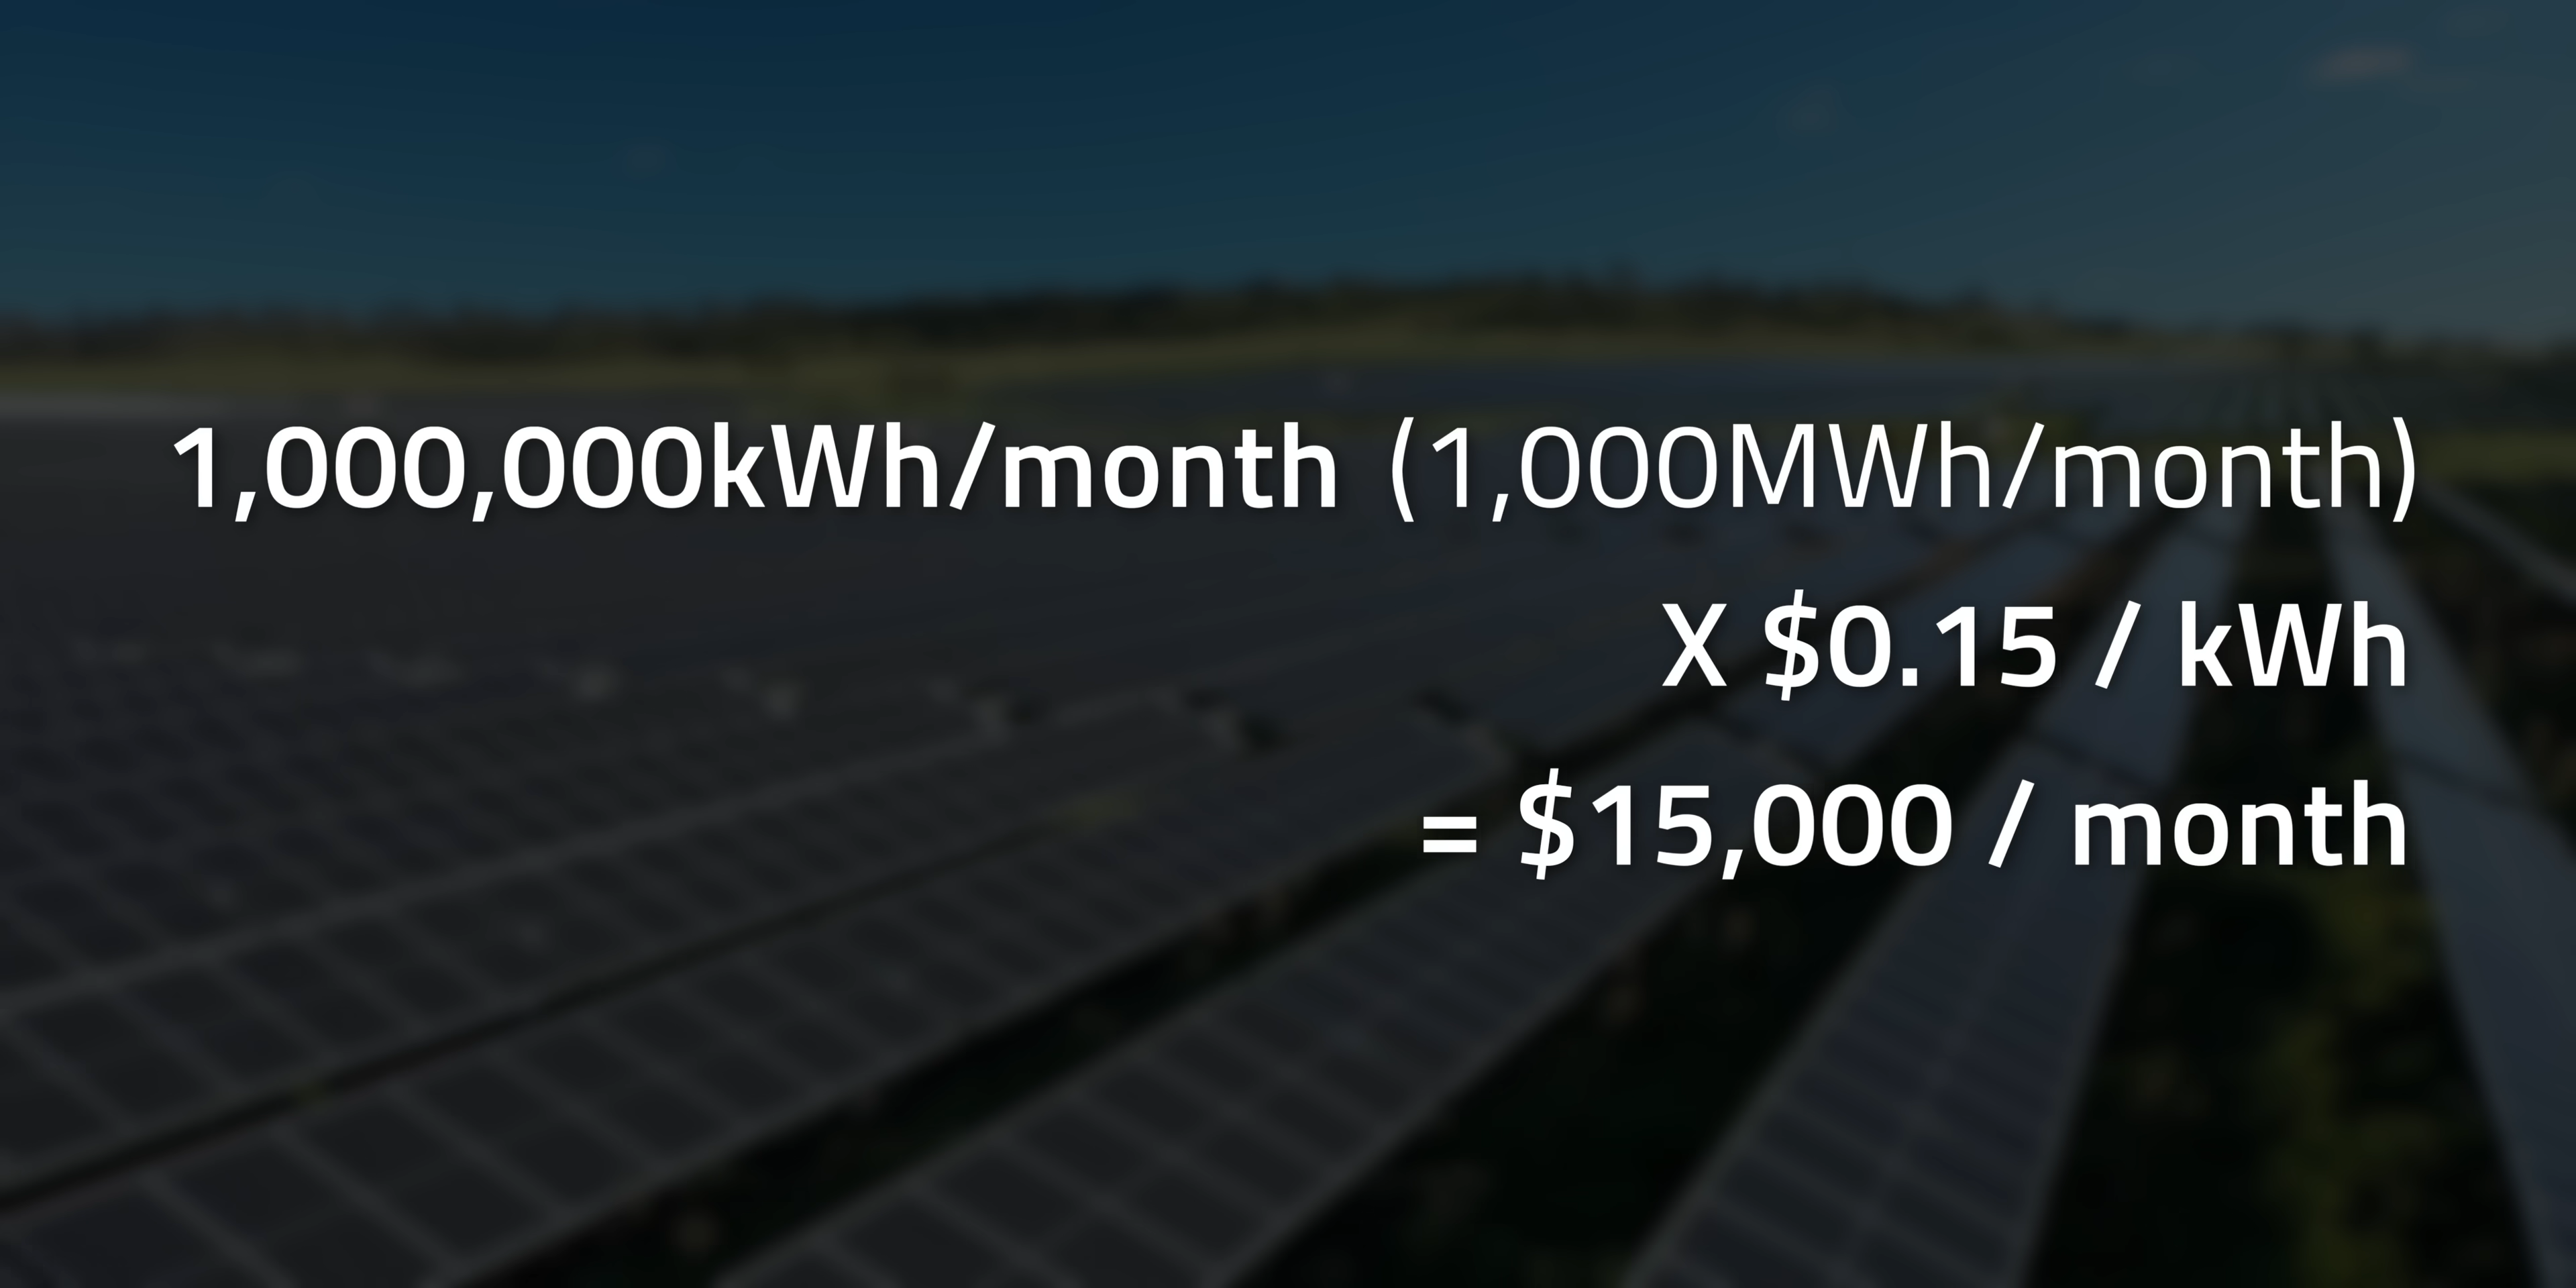 1,000,000kWh/month (1,000MWh/month)
X $0.15 / kWh
= $15,000 / month